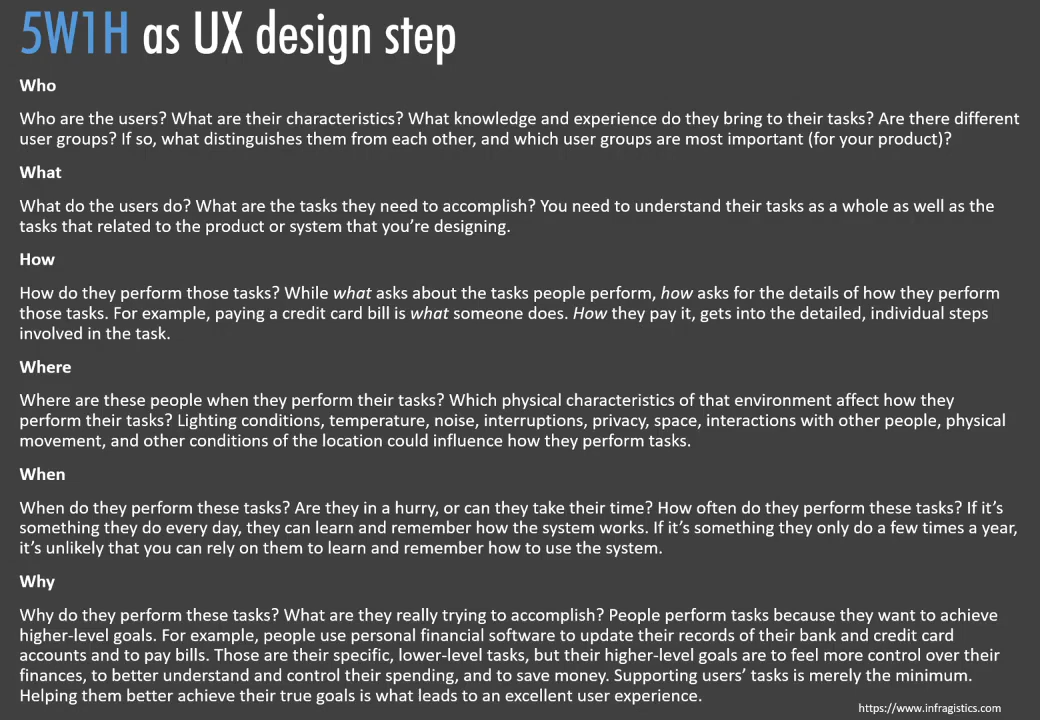 5W1H as UX design step
Who
Who are the users? What are their characteristics? What knowledge and experience do they bring to their tasks? Are there different
user groups? If so, what distinguishes them from each other, and which user groups are most important (for your product)?
What
What do the users do? What are the tasks they need to accomplish? You need to understand their tasks as a whole as well as the
tasks that related to the product or system that you’re designing.
How
How do they perform those tasks? While what asks about the tasks people perform, how asks for the details of how they perform
those tasks. For example, paying a credit card bill is what someone does. How they pay it, gets into the detailed, individual steps
involved in the task.
Where
Where are these people when they perform their tasks? Which physical characteristics of that environment affect how they
perform their tasks? Lighting conditions, temperature, noise, interruptions, privacy, space, interactions with other people, physical
movement, and other conditions of the location could influence how they perform tasks.
When
When do they perform these tasks? Are they in a hurry, or can they take their time? How often do they perform these tasks? If it’s
something they do every day, they can learn and remember how the system works. If it’s something they only do a few times a year,
it’s unlikely that you can rely on them to learn and remember how to use the system.
Why
Why do they perform these tasks? What are they really trying to accomplish? People perform tasks because they want to achieve
higher-level goals. For example, people use personal financial software to update their records of their bank and credit card
accounts and to pay bills. Those are their specific, lower-level tasks, but their higher-level goals are to feel more control over their
finances, to better understand and control their spending, and to save money. Supporting users’ tasks is merely the minimum.
Helping them better achieve their true goals is what leads to an excellent user experience.
https://www.infragistics.com